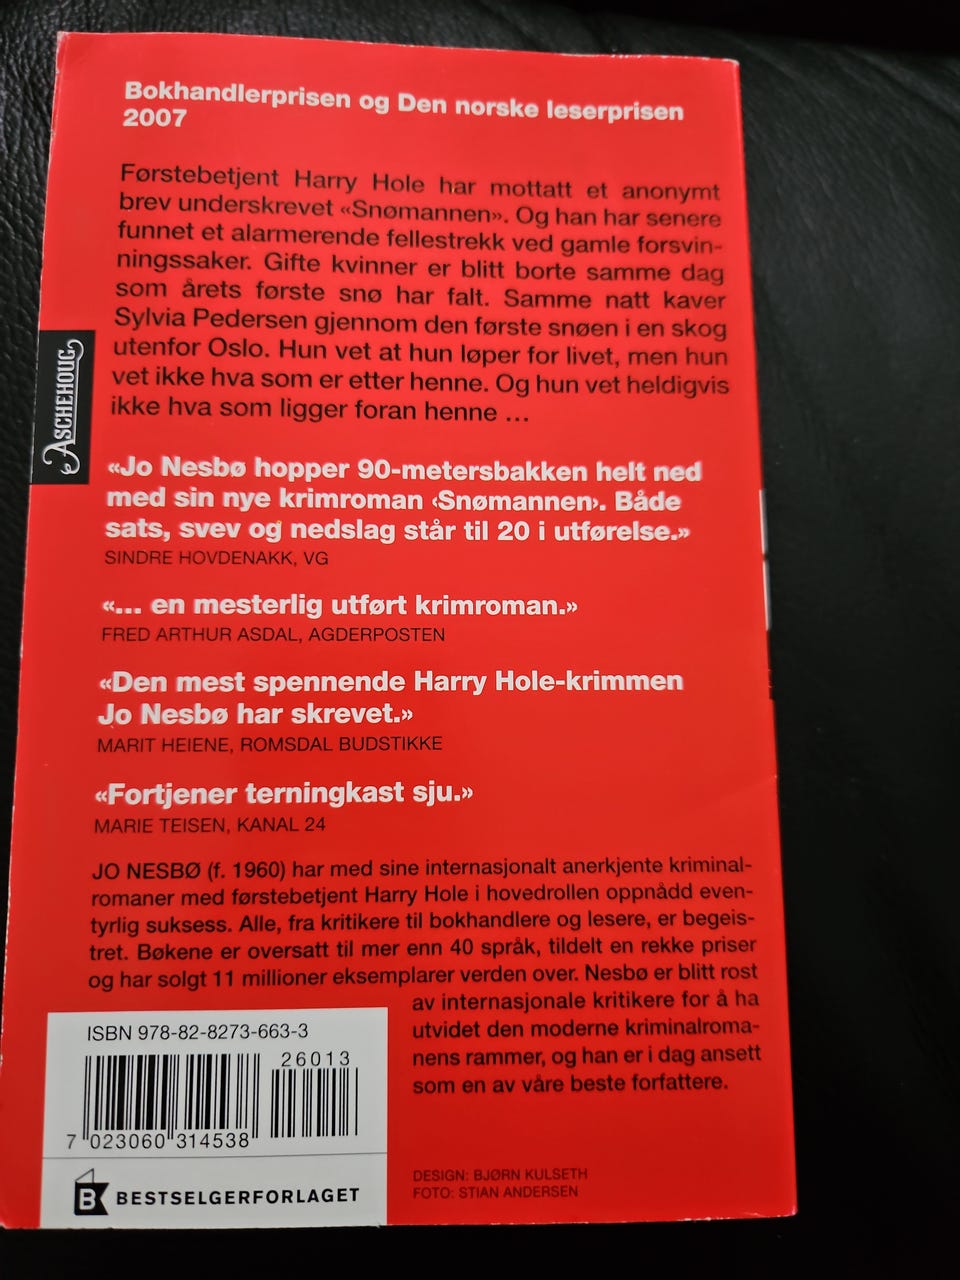 Bokhandlerprisen og Den norske leserprisen
2007
Førstebetjent Harry Hole har mottatt et anonymt
brev underskrevet «Snømannen». Og han har senere
funnet et alarmerende fellestrekk ved gamle forsvin-
ningssaker. Gifte kvinner er blitt borte samme dag
som årets første snø har falt. Samme natt kaver
Sylvia Pedersen gjennom den første snøen i en skog
utenfor Oslo. Hun vet at hun løper for livet, men hun
vet ikke hva som er etter henne. Og hun vet heldigvis
ikke hva som ligger foran henne ...
ASCHEHOUG
«Jo Nesbø hopper 90-metersbakken helt ned
med sin nye krimroman ‹Snømannen›. Både
sats, svev og nedslag står til 20 i utførelse.»
SINDRE HOVDENAKK, VG
«... en mesterlig utført krimroman.»
FRED ARTHUR ASDAL, AGDERPOSTEN
«Den mest spennende Harry Hole-krimmen
Jo Nesbø har skrevet.»
MARIT HEIENE, ROMSDAL BUDSTIKKE
«Fortjener terningkast sju.»
MARIE TEISEN, KANAL 24
JO NESBØ (f. 1960) har med sine internasjonalt anerkjente kriminal-
romaner med førstebetjent Harry Hole i hovedrollen oppnådd even-
tyrlig suksess. Alle, fra kritikere til bokhandlere og lesere, er begeis-
tret. Bøkene er oversatt til mer enn 40 språk, tildelt en rekke priser
og har solgt 11 millioner eksemplarer verden over. Nesbø er blitt rost
av internasjonale kritikere for å ha
utvidet den moderne kriminalroma-
nens rammer, og han er i dag ansett
som en av våre beste forfattere.
ISBN 978-82-8273-663-3
26013
7 023060 314538
B BESTSELGERFORLAGET
DESIGN: BJØRN KULSETH
FOTO: STIAN ANDERSEN